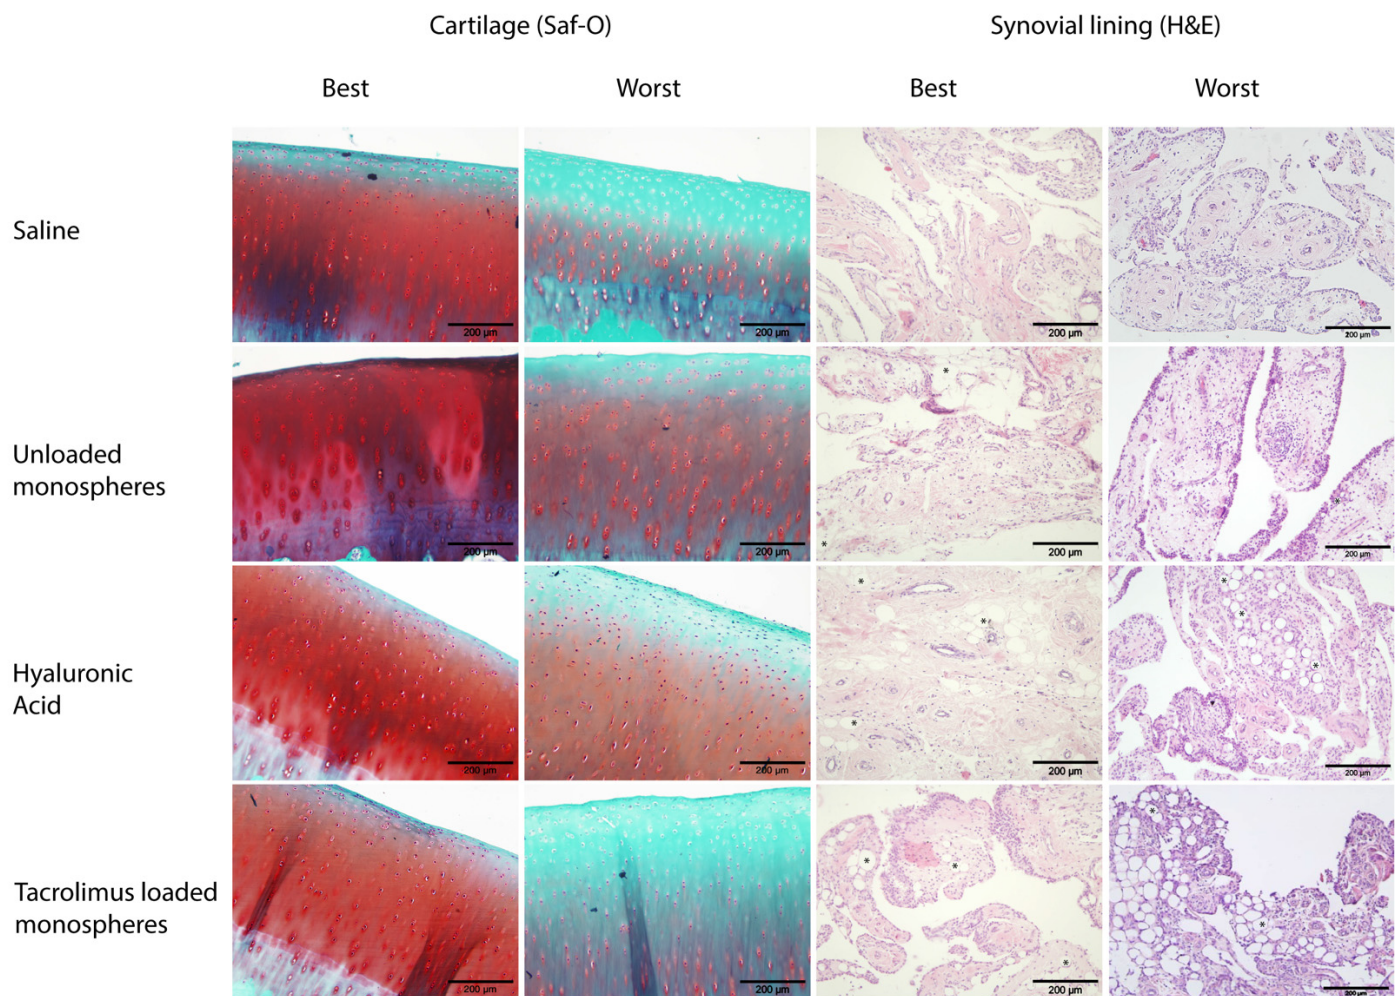 Cartilage (Saf-O)
Synovial lining (H&E)
Best
Worst
Best
Worst
Saline
200 µm
200 µm
200 µm
200 µm
Unloaded
monospheres
*
*
*
200 µm
200 µm
200 µm
200 µm
Hyaluronic
Acid
*
*
*
*
*
*
200 µm
200 µm
200 µm
200 µm
Tacrolimus loaded
monospheres
*
*
*
*
*
200 µm
200 µm
200 µm
200 µm